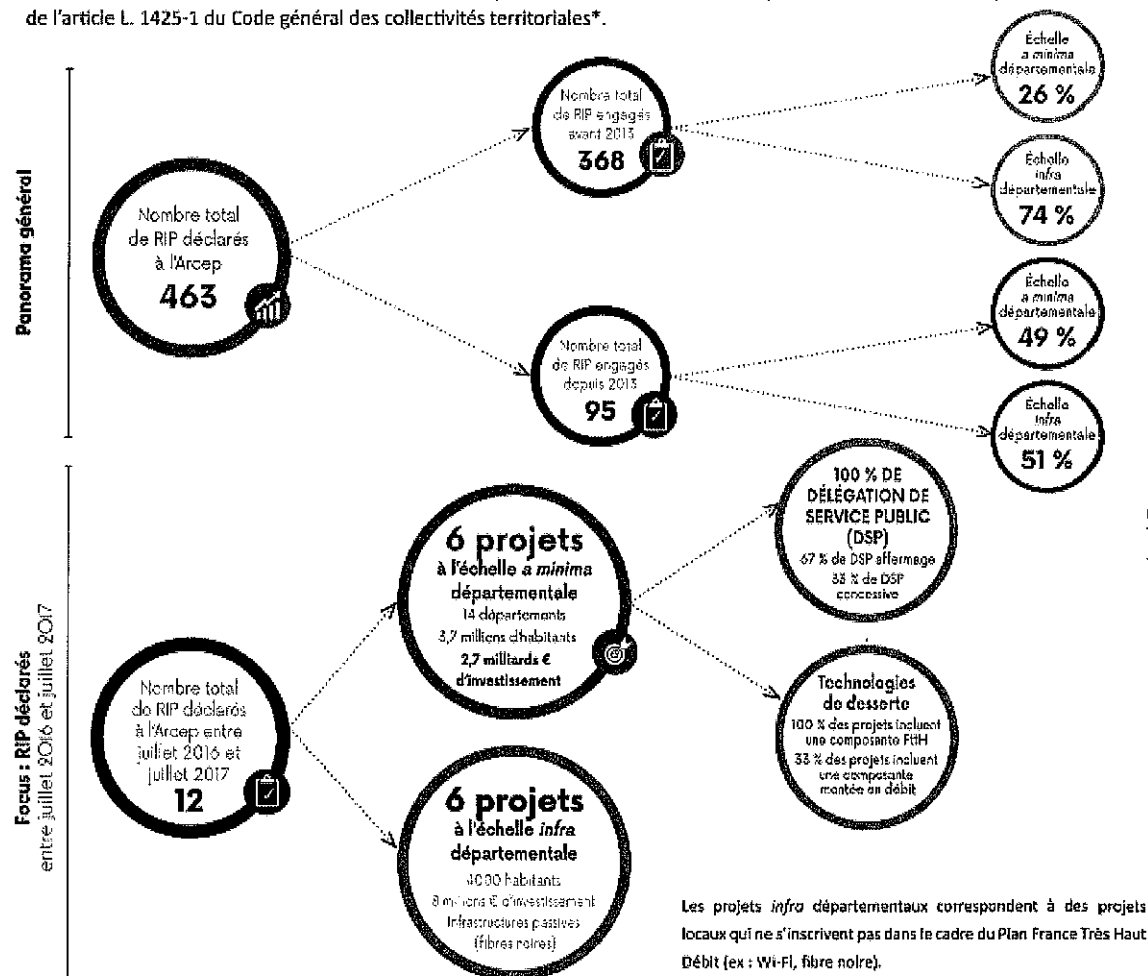 de l'article L. 1425-1 du Code général des collectivités territoriales*.
Panorama général
Nombre total
de RIP déclarés
à l'Arcep
463
Nombre total
de RIP engagés
avant 2013
368
Échelle
a minima
départementale
26 %
Échelle
infra
départementale
74 %
Nombre total
de RIP engagés
depuis 2013
95
Échelle
a minima
départementale
49 %
Échelle
infra
départementale
51 %
Focus : RIP déclarés
entre juillet 2016 et juillet 2017
Nombre total
de RIP déclarés
à l'Arcep entre
juillet 2016 et
juillet 2017
12
6 projets
à l'échelle a minima
départementale
14 départements
3,7 millions d'habitants
2,7 milliards €
d'investissement
100 % DE
DÉLÉGATION DE
SERVICE PUBLIC
(DSP)
67 % de DSP affermage
33 % de DSP
concessive
Technologies
de desserte
100 % des projets incluent
une composante FttH
33 % des projets incluent
une composante
montée en débit
6 projets
à l'échelle infra
départementale
4000 habitants
8 millions € d'investissement
Infrastructures passives
(fibres noires)
Les projets infra départementaux correspondent à des projets
locaux qui ne s'inscrivent pas dans le cadre du Plan France Très Haut
Débit (ex : Wi-Fi, fibre noire).